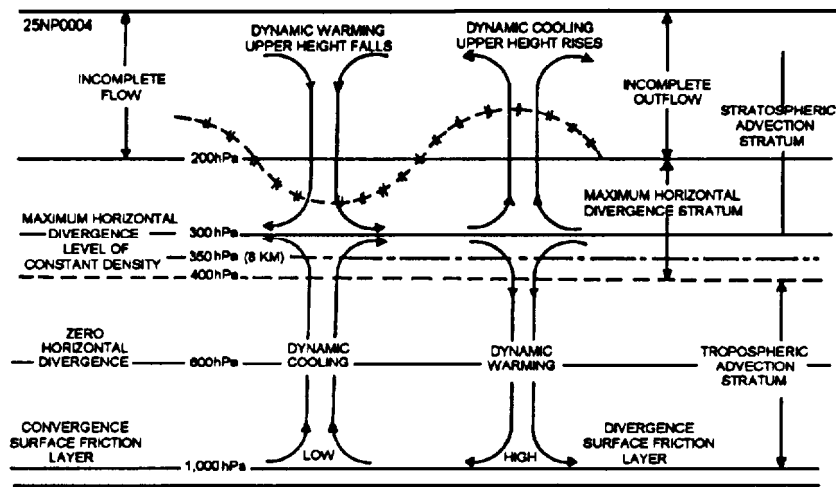 25NP0004
DYNAMIC WARMING
UPPER HEIGHT FALLS
DYNAMIC COOLING
UPPER HEIGHT RISES
INCOMPLETE
FLOW
INCOMPLETE
OUTFLOW
STRATOSPHERIC
ADVECTION
STRATUM
200hPa
MAXIMUM HORIZONTAL
DIVERGENCE STRATUM
MAXIMUM HORIZONTAL
DIVERGENCE
LEVEL OF
CONSTANT DENSITY
300hPa
350hPa (8 KM)
400hPa
ZERO
HORIZONTAL
DIVERGENCE
600hPa
DYNAMIC
COOLING
DYNAMIC
WARMING
TROPOSPHERIC
ADVECTION
STRATUM
CONVERGENCE
SURFACE FRICTION
LAYER
LOW
HIGH
DIVERGENCE
SURFACE FRICTION
LAYER
1,000hPa